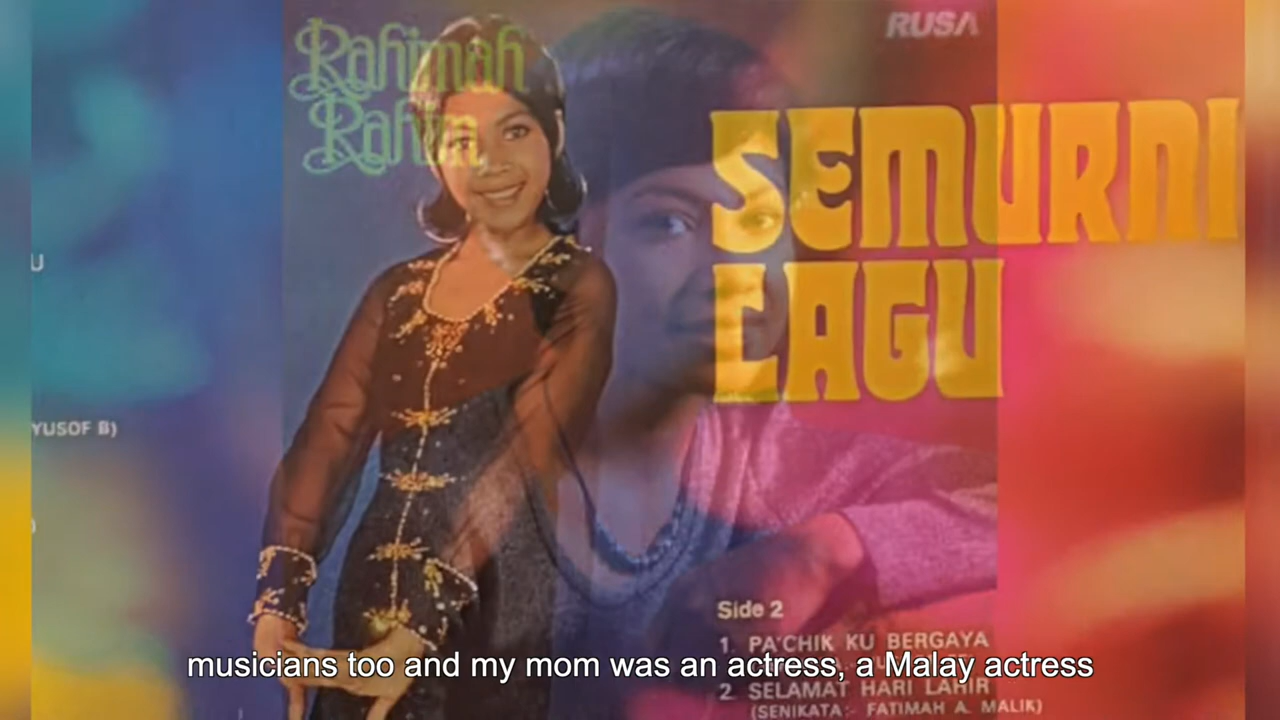 Rahimah
Rahim
RUSA
SEMURNI
LAGU
U
YUSOF B)
)
Side 2
1. PA'CHIK KU BERGAYA
2. SELAMAT HARI LAHIR
(SENIKATA:- FATIMAH A. MALIK)
musicians too and my mom was an actress, a Malay actress